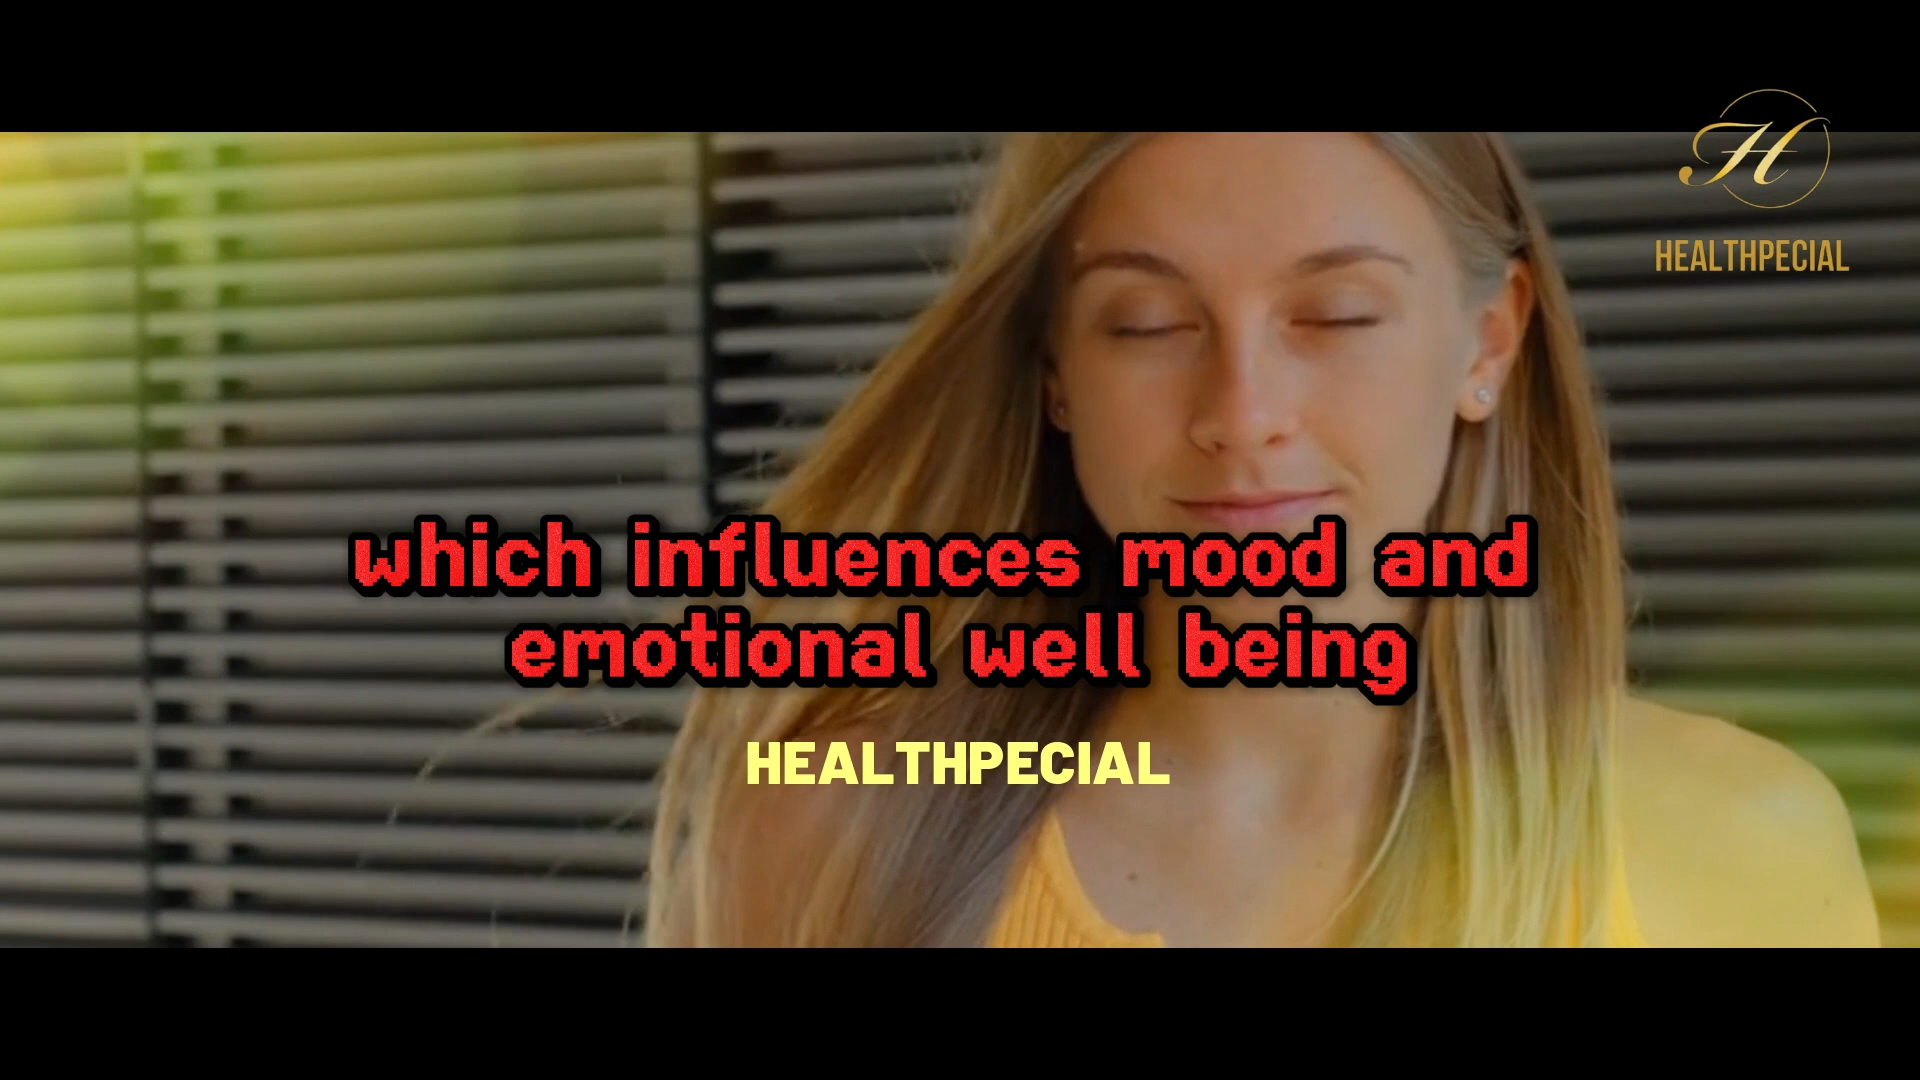 H
HEALTHPECIAL
which influences mood and
emotional well being
HEALTHPECIAL